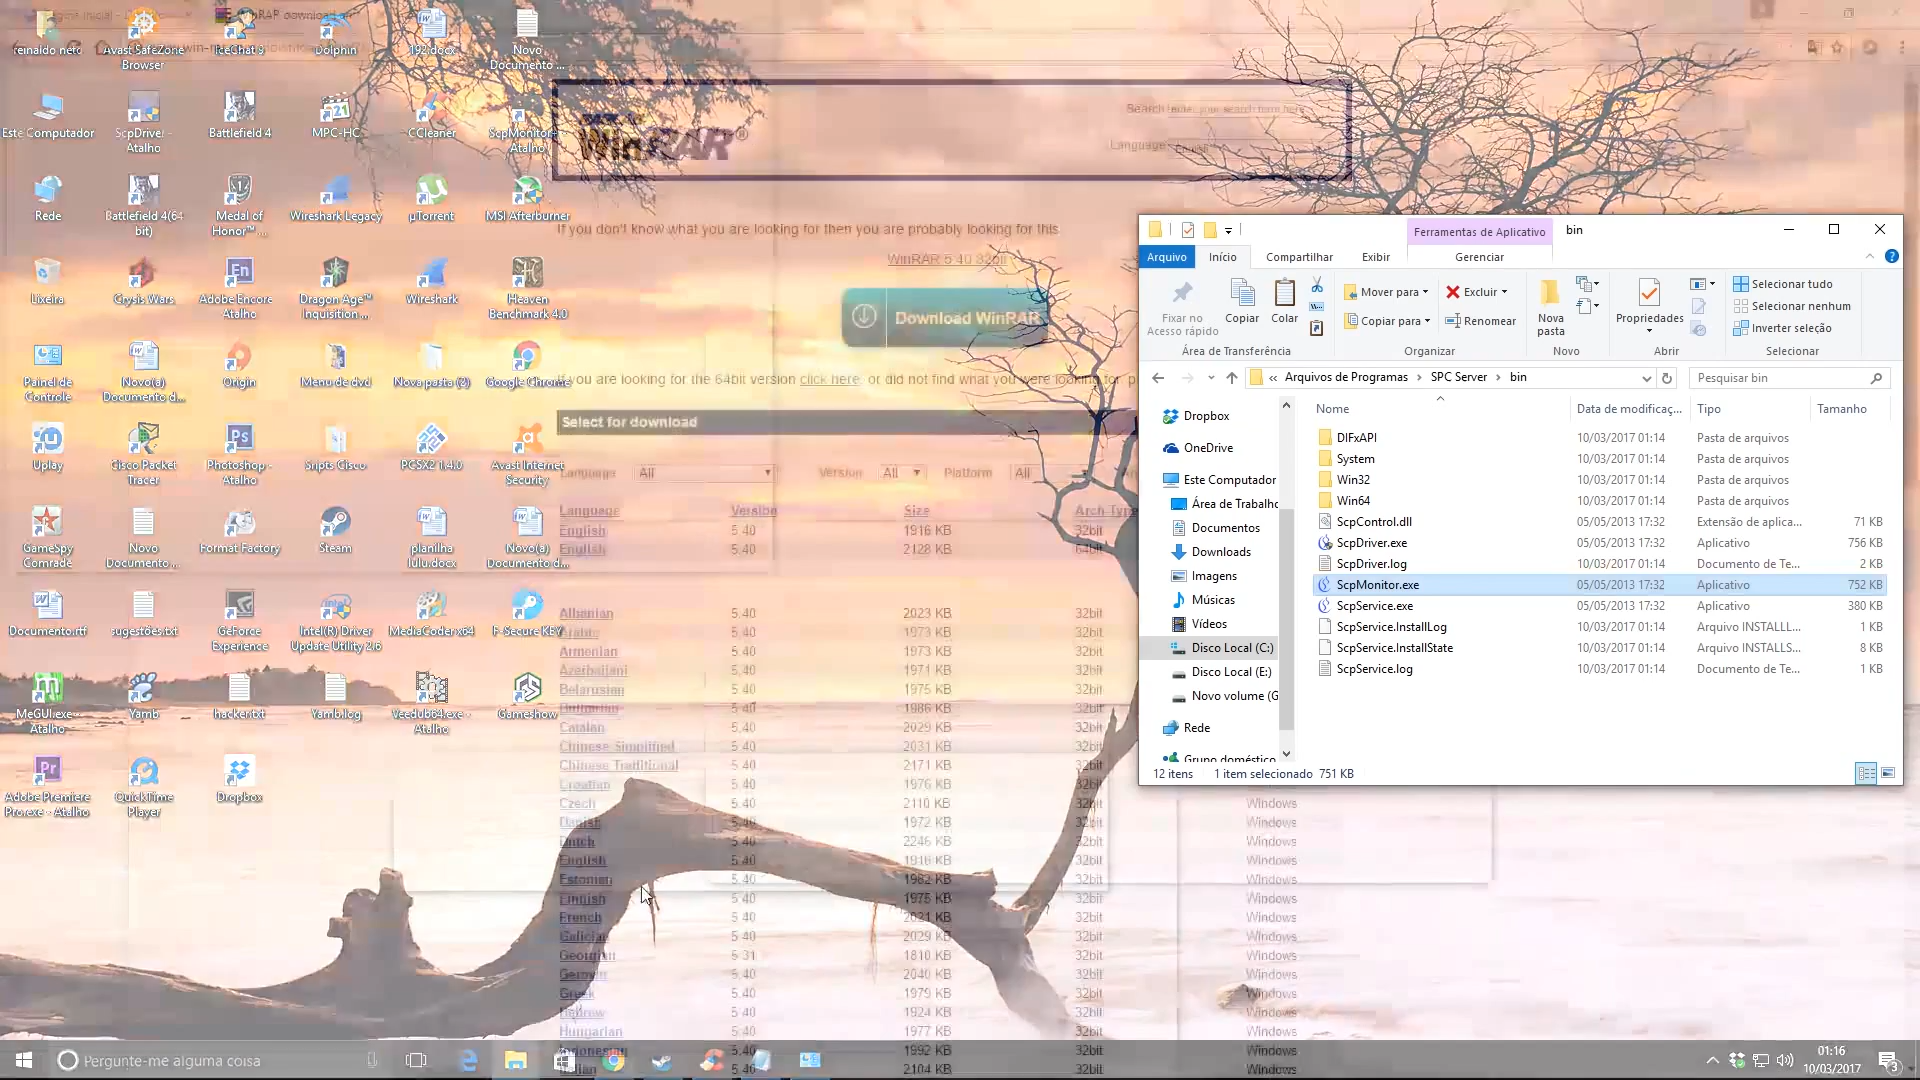 reinaldo neto
Avast SafeZone Browser
IceChat 9
Dolphin
192.docx
Novo Documento ...
Este Computador
ScpDriver - Atalho
Battlefield 4
MPC-HC
CCleaner
Atalho
Rede
Battlefield 4(64 bit)
Medal of Honor™ ...
Wireshark Legacy
µTorrent
MSI Afterburner
Lixeira
Crysis Wars
Adobe Encore Atalho
Dragon Age™ Inquisition ...
Wireshark
Heaven Benchmark 4.0
Painel de Controle
Novo(a) Documento d...
Origin
Menu de dvd
Nova pasta (2)
Google Chrome
Uplay
Cisco Packet Tracer
Photoshop - Atalho
Sripts Cisco
PCSX2 1.4.0
Avast Internet Security
GameSpy Comrade
Novo Documento ...
Format Factory
Steam
planilha lulu.docx
Novo(a) Documento d...
Documento.rtf
sugestões.txt
GeForce Experience
Intel(R) Driver Update Utility 2.6
MediaCoder x64
F-Secure KEY
MeGUI.exe - Atalho
Yamb
hacker.txt
Yamb.log
Veedub64.exe - Atalho
Gameshow
Adobe Premiere Pro.exe - Atalho
QuickTime Player
Dropbox
WinRAR®
Search
Language
English
If you don't know what you are looking for then you are probably looking for this
WinRAR 5.40 32bit
Download WinRAR
If you are looking for the 64bit version click here, or did not find what you were looking for
Select for download
Language All Version All Platform All
Language Version Size Arch-Type
English 5.40 1916 KB 32bit
English 5.40 2128 KB 64bit
Albanian 5.40 2023 KB 32bit
Arabic 5.40 1973 KB 32bit
Armenian 5.40 1973 KB 32bit
Azerbaijani 5.40 1971 KB 32bit
Belarusian 5.40 1975 KB 32bit
Bulgarian 5.40 1986 KB 32bit
Catalan 5.40 2029 KB 32bit
Chinese Simplified 5.40 2031 KB 32bit
Chinese Traditional 5.40 2171 KB 32bit
Croatian 5.40 1976 KB 32bit
Czech 5.40 2110 KB 32bit Windows
Danish 5.40 1972 KB 32bit Windows
Dutch 5.40 2246 KB 32bit Windows
English 5.40 1916 KB 32bit Windows
Estonian 5.40 1962 KB 32bit Windows
Finnish 5.40 1975 KB 32bit Windows
French 5.40 2021 KB 32bit Windows
Galician 5.40 2029 KB 32bit Windows
Georgian 5.31 1810 KB 32bit Windows
German 5.40 2040 KB 32bit Windows
Greek 5.40 1979 KB 32bit Windows
Hebrew 5.40 1924 KB 32bit Windows
Hungarian 5.40 1977 KB 32bit Windows
Indonesian 5.40 1992 KB 32bit Windows
Italian 5.40 2104 KB 32bit Windows
Ferramentas de Aplicativo bin
Arquivo Início Compartilhar Exibir Gerenciar
Fixar no Acesso rápido
Copiar
Colar
Mover para
Copiar para
Excluir
Renomear
Nova pasta
Propriedades
Selecionar tudo
Selecionar nenhum
Inverter seleção
Área de Transferência Organizar Novo Abrir Selecionar
« Arquivos de Programas › SPC Server › bin
Pesquisar bin
Dropbox
OneDrive
Este Computador
Área de Trabalho
Documentos
Downloads
Imagens
Músicas
Vídeos
Disco Local (C:)
Disco Local (E:)
Novo volume (G
Rede
Grupo doméstico
Nome Data de modificaç... Tipo Tamanho
DIFxAPI 10/03/2017 01:14 Pasta de arquivos
System 10/03/2017 01:14 Pasta de arquivos
Win32 10/03/2017 01:14 Pasta de arquivos
Win64 10/03/2017 01:14 Pasta de arquivos
ScpControl.dll 05/05/2013 17:32 Extensão de aplica... 71 KB
ScpDriver.exe 05/05/2013 17:32 Aplicativo 756 KB
ScpDriver.log 10/03/2017 01:14 Documento de Te... 2 KB
ScpMonitor.exe 05/05/2013 17:32 Aplicativo 752 KB
ScpService.exe 05/05/2013 17:32 Aplicativo 380 KB
ScpService.InstallLog 10/03/2017 01:14 Arquivo INSTALLL... 1 KB
ScpService.InstallState 10/03/2017 01:14 Arquivo INSTALLS... 8 KB
ScpService.log 10/03/2017 01:14 Documento de Te... 1 KB
12 itens 1 item selecionado 751 KB
Pergunte-me alguma coisa
01:16
10/03/2017
3